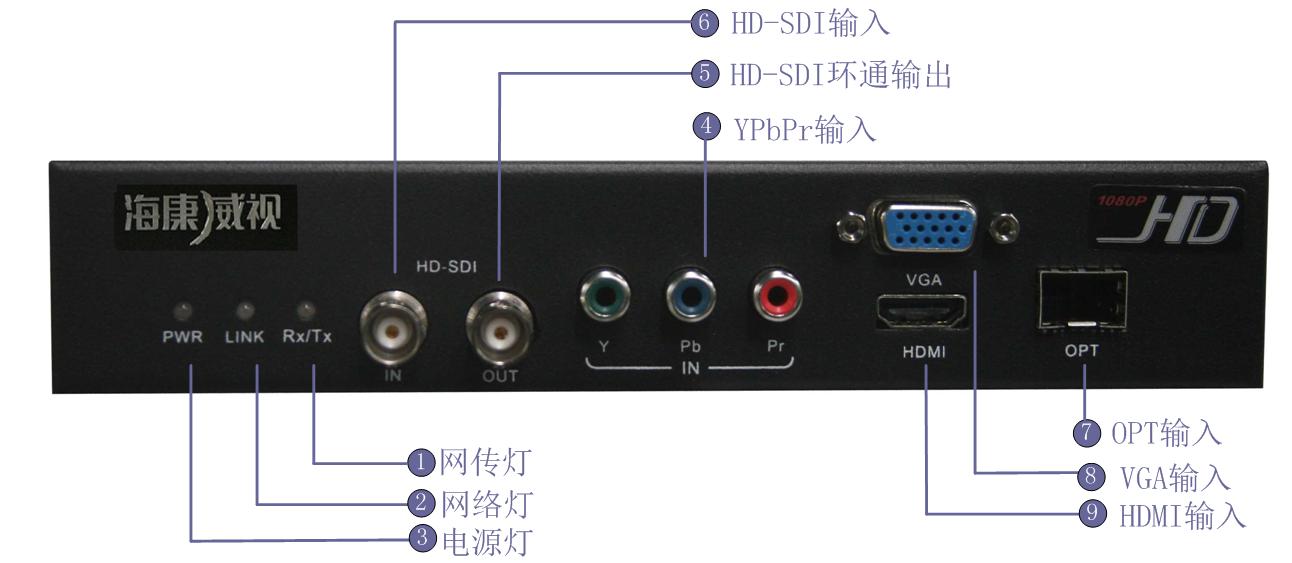 6 HD-SDI输入
5 HD-SDI环通输出
4 YPbPr输入
海康威视
1080P HD
HD-SDI
VGA
PWR LINK Rx/Tx
Y Pb Pr
HDMI
OPT
IN OUT
IN
7 OPT输入
1 网传灯
8 VGA输入
2 网络灯
9 HDMI输入
3 电源灯